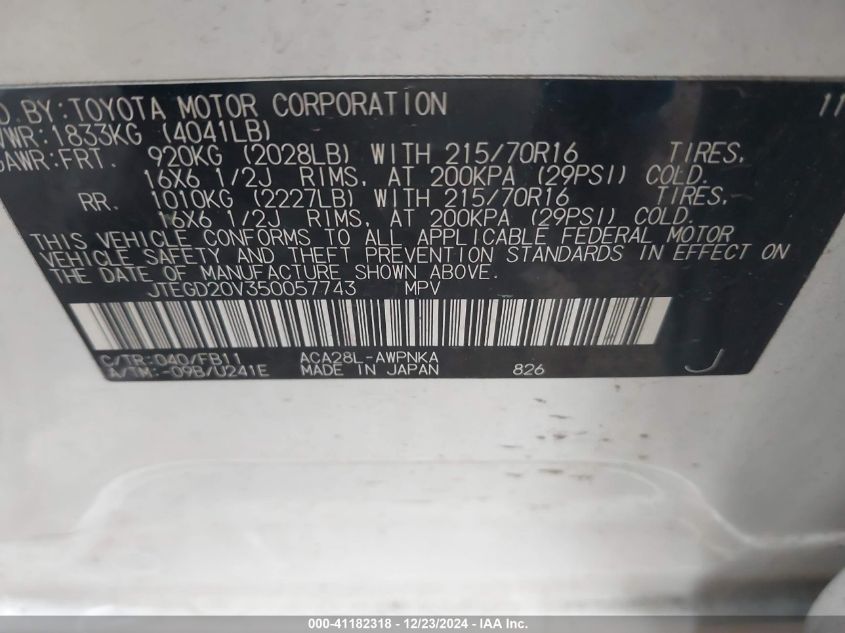 D.BY:TOYOTA MOTOR CORPORATION 11
VWR:1833KG (4041LB)
GAWR:FRT. 920KG (2028LB) WITH 215/70R16 TIRES,
16X6 1/2J RIMS, AT 200KPA (29PSI) COLD.
RR. 1010KG (2227LB) WITH 215/70R16 TIRES,
16X6 1/2J RIMS, AT 200KPA (29PSI) COLD.
THIS VEHICLE CONFORMS TO ALL APPLICABLE FEDERAL MOTOR
VEHICLE SAFETY AND THEFT PREVENTION STANDARDS IN EFFECT ON
THE DATE OF MANUFACTURE SHOWN ABOVE.
JTEGD20V350057743 MPV
C/TR:040/FB11 ACA28L-AWPNKA
A/TM:-09B/U241E MADE IN JAPAN 826 J
000-41182318 - 12/23/2024 - IAA Inc.